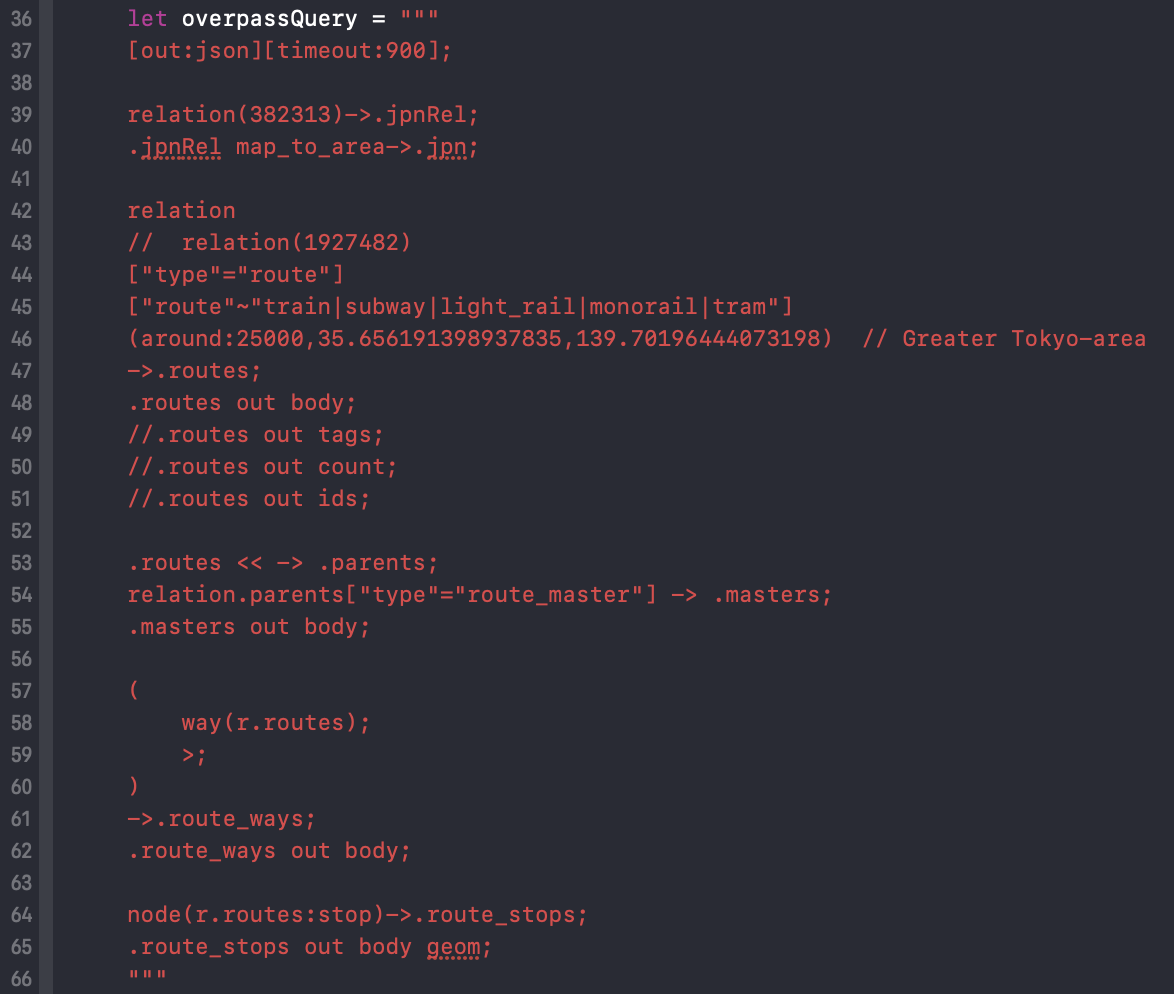 36 let overpassQuery = """
37 [out:json][timeout:900];
38
39 relation(382313)->.jpnRel;
40 .jpnRel map_to_area->.jpn;
41
42 relation
43 //  relation(1927482)
44 ["type"="route"]
45 ["route"~"train|subway|light_rail|monorail|tram"]
46 (around:25000,35.656191398937835,139.70196444073198)  // Greater Tokyo-area
47 ->.routes;
48 .routes out body;
49 //.routes out tags;
50 //.routes out count;
51 //.routes out ids;
52
53 .routes << -> .parents;
54 relation.parents["type"="route_master"] -> .masters;
55 .masters out body;
56
57 (
58     way(r.routes);
59     >;
60 )
61 ->.route_ways;
62 .route_ways out body;
63
64 node(r.routes:stop)->.route_stops;
65 .route_stops out body geom;
66 """